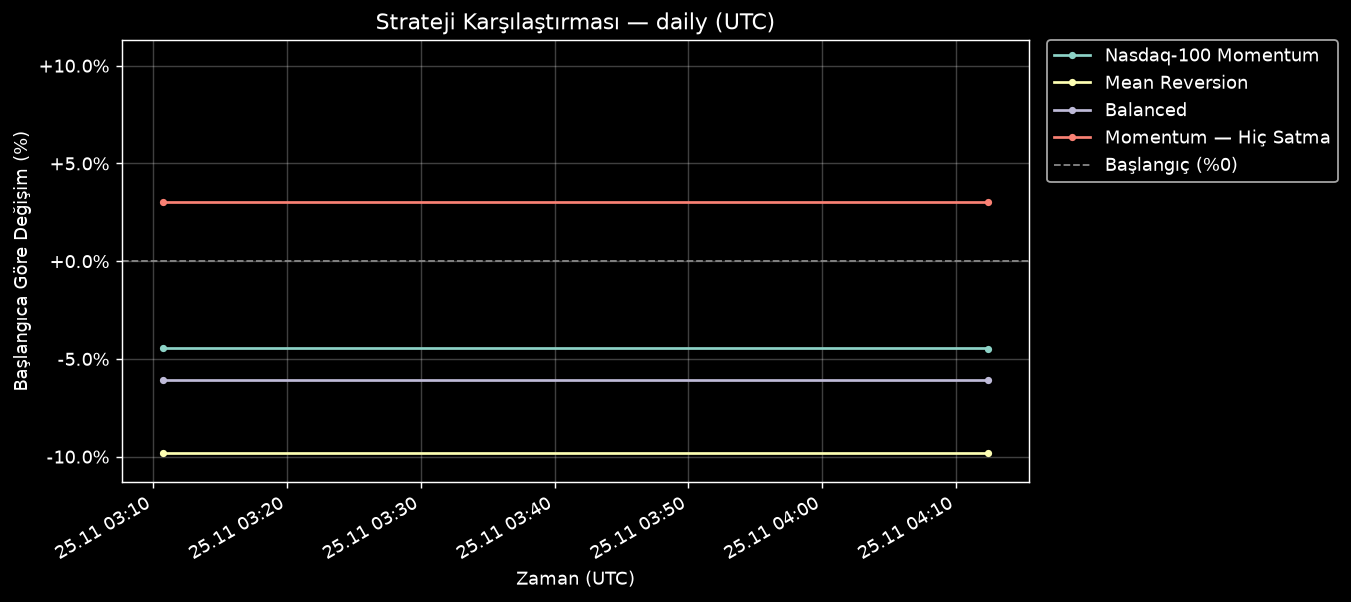 Strateji Karşılaştırması — daily (UTC)
Nasdaq-100 Momentum
Mean Reversion
Balanced
Momentum — Hiç Satma
Başlangıç (%0)
Başlangıca Göre Değişim (%)
+10.0%
+5.0%
+0.0%
-5.0%
-10.0%
25.11 03:10
25.11 03:20
25.11 03:30
25.11 03:40
25.11 03:50
25.11 04:00
25.11 04:10
Zaman (UTC)